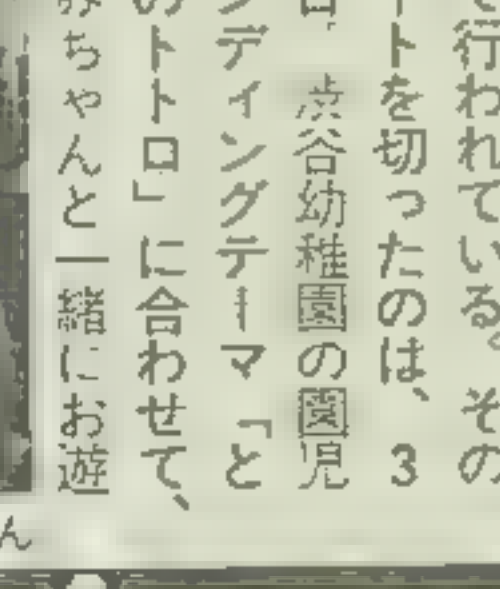 行われている。その
トを切ったのは、3
渋谷幼稚園の園児
ンディングテーマ「と
のトトロ」に合わせて、
みちゃんと一緒にお遊
ん